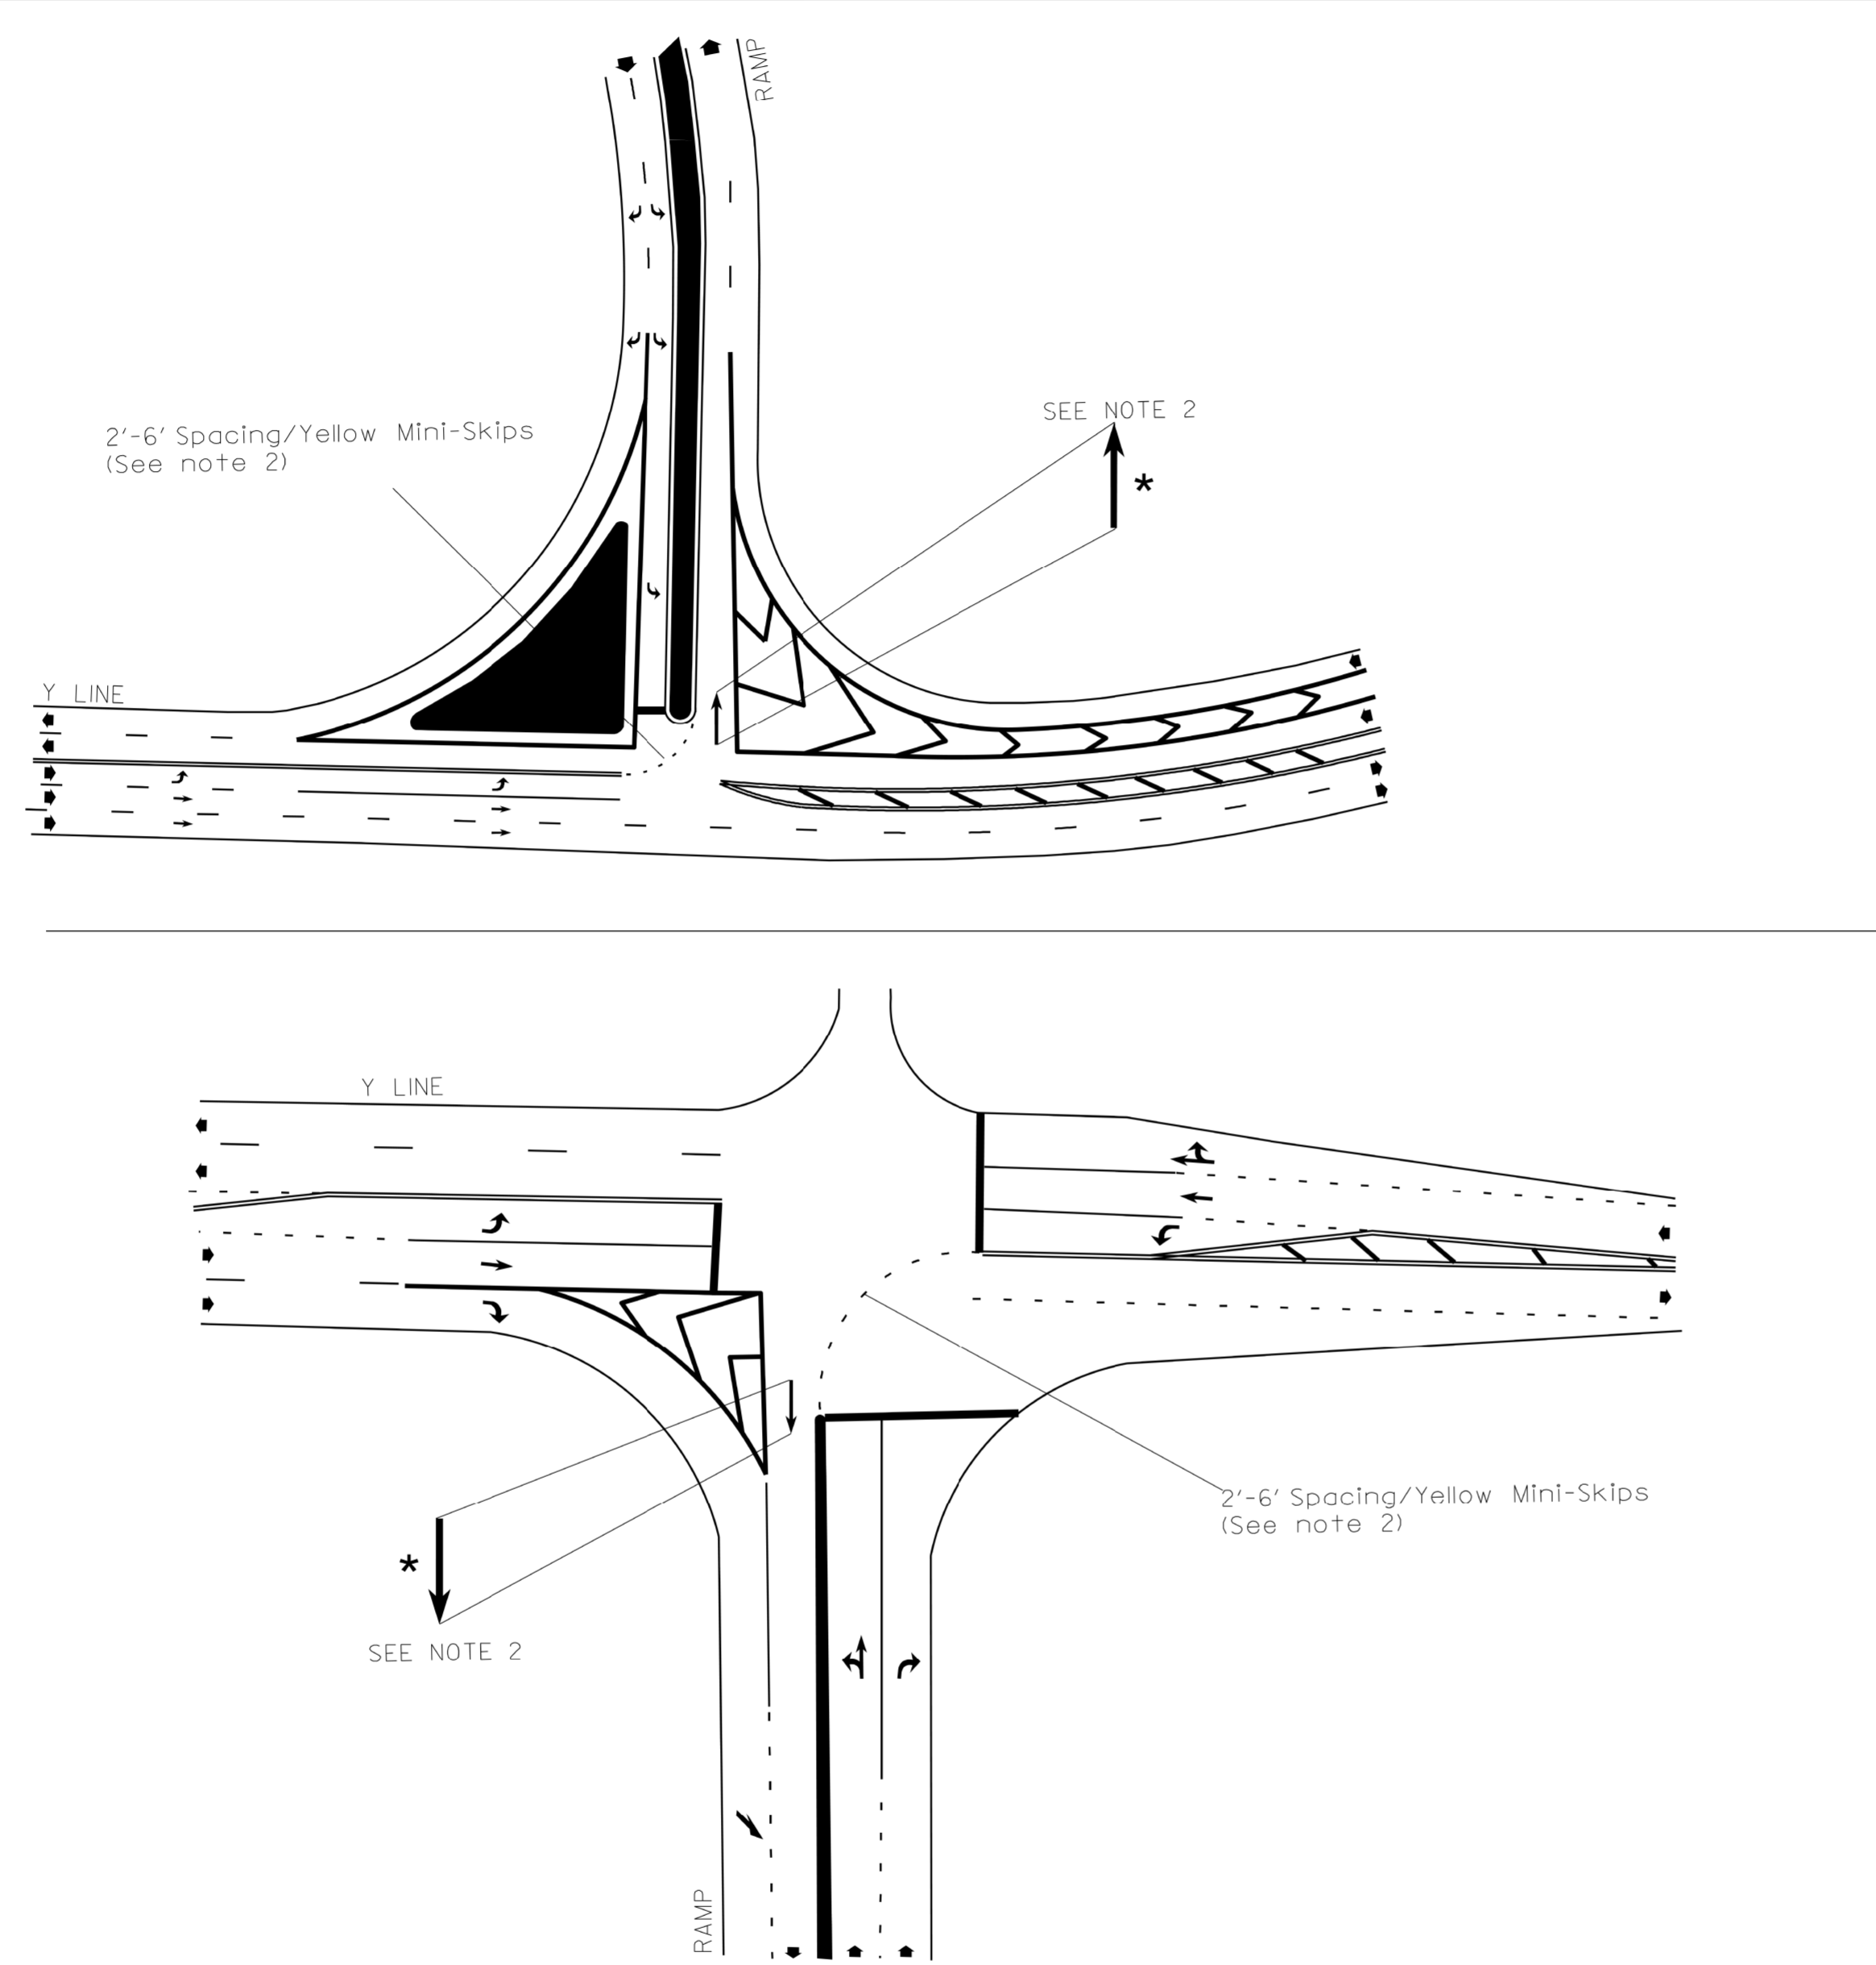 RAMP
SEE NOTE 2
*
2'-6' Spacing/Yellow Mini-Skips
(See note 2)
Y LINE
Y LINE
2'-6' Spacing/Yellow Mini-Skips
(See note 2)
*
SEE NOTE 2
RAMP